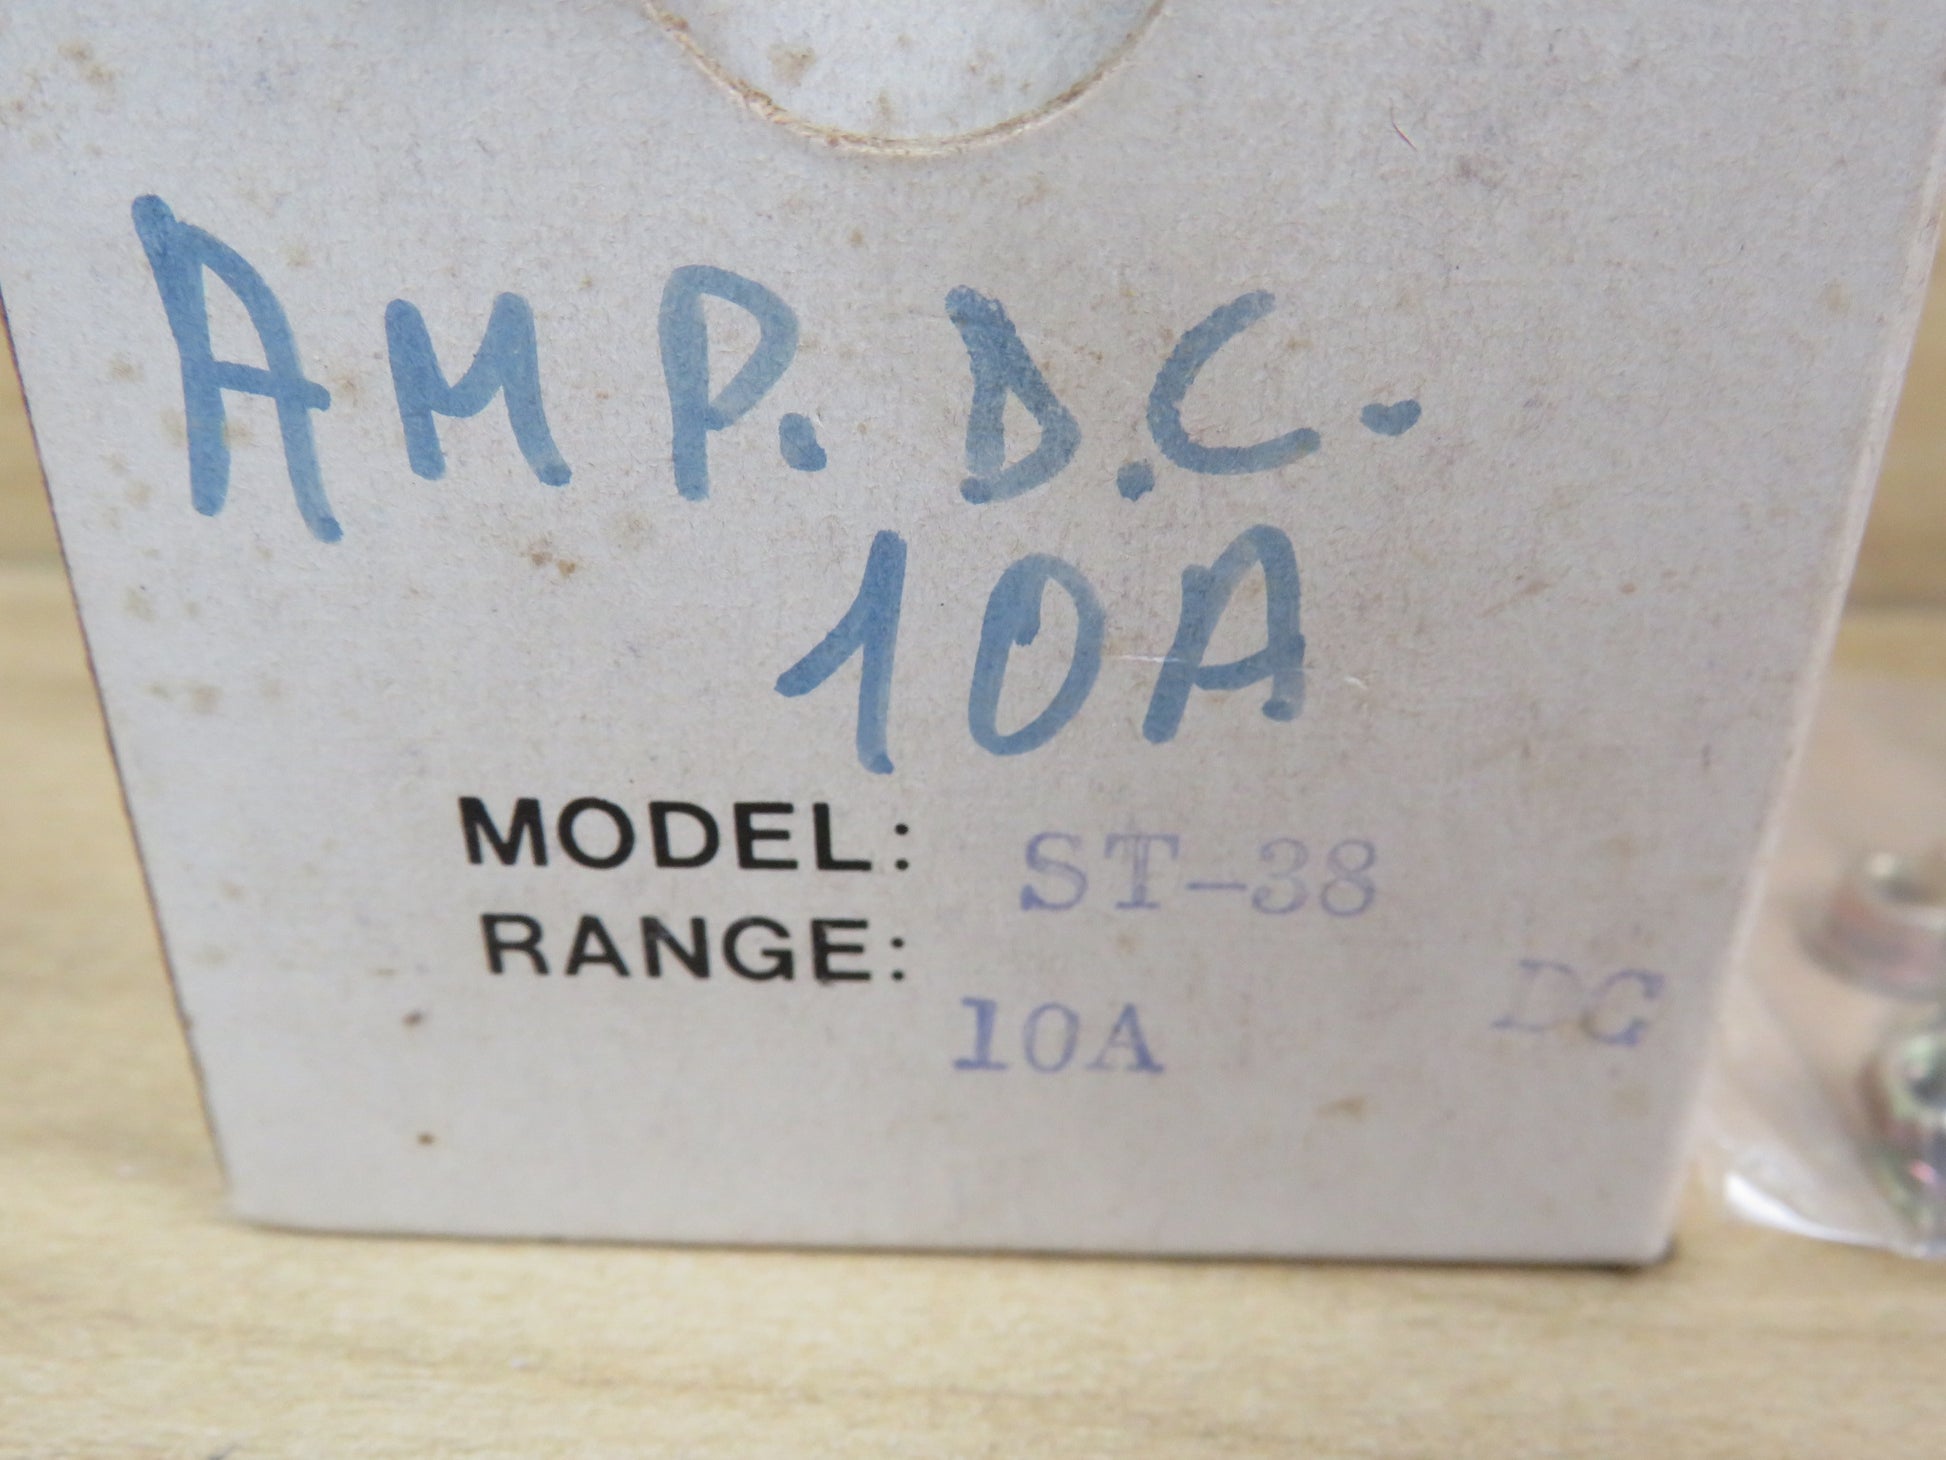 AMP. D.C.
10A
MODEL: ST-38
RANGE:
10A DC